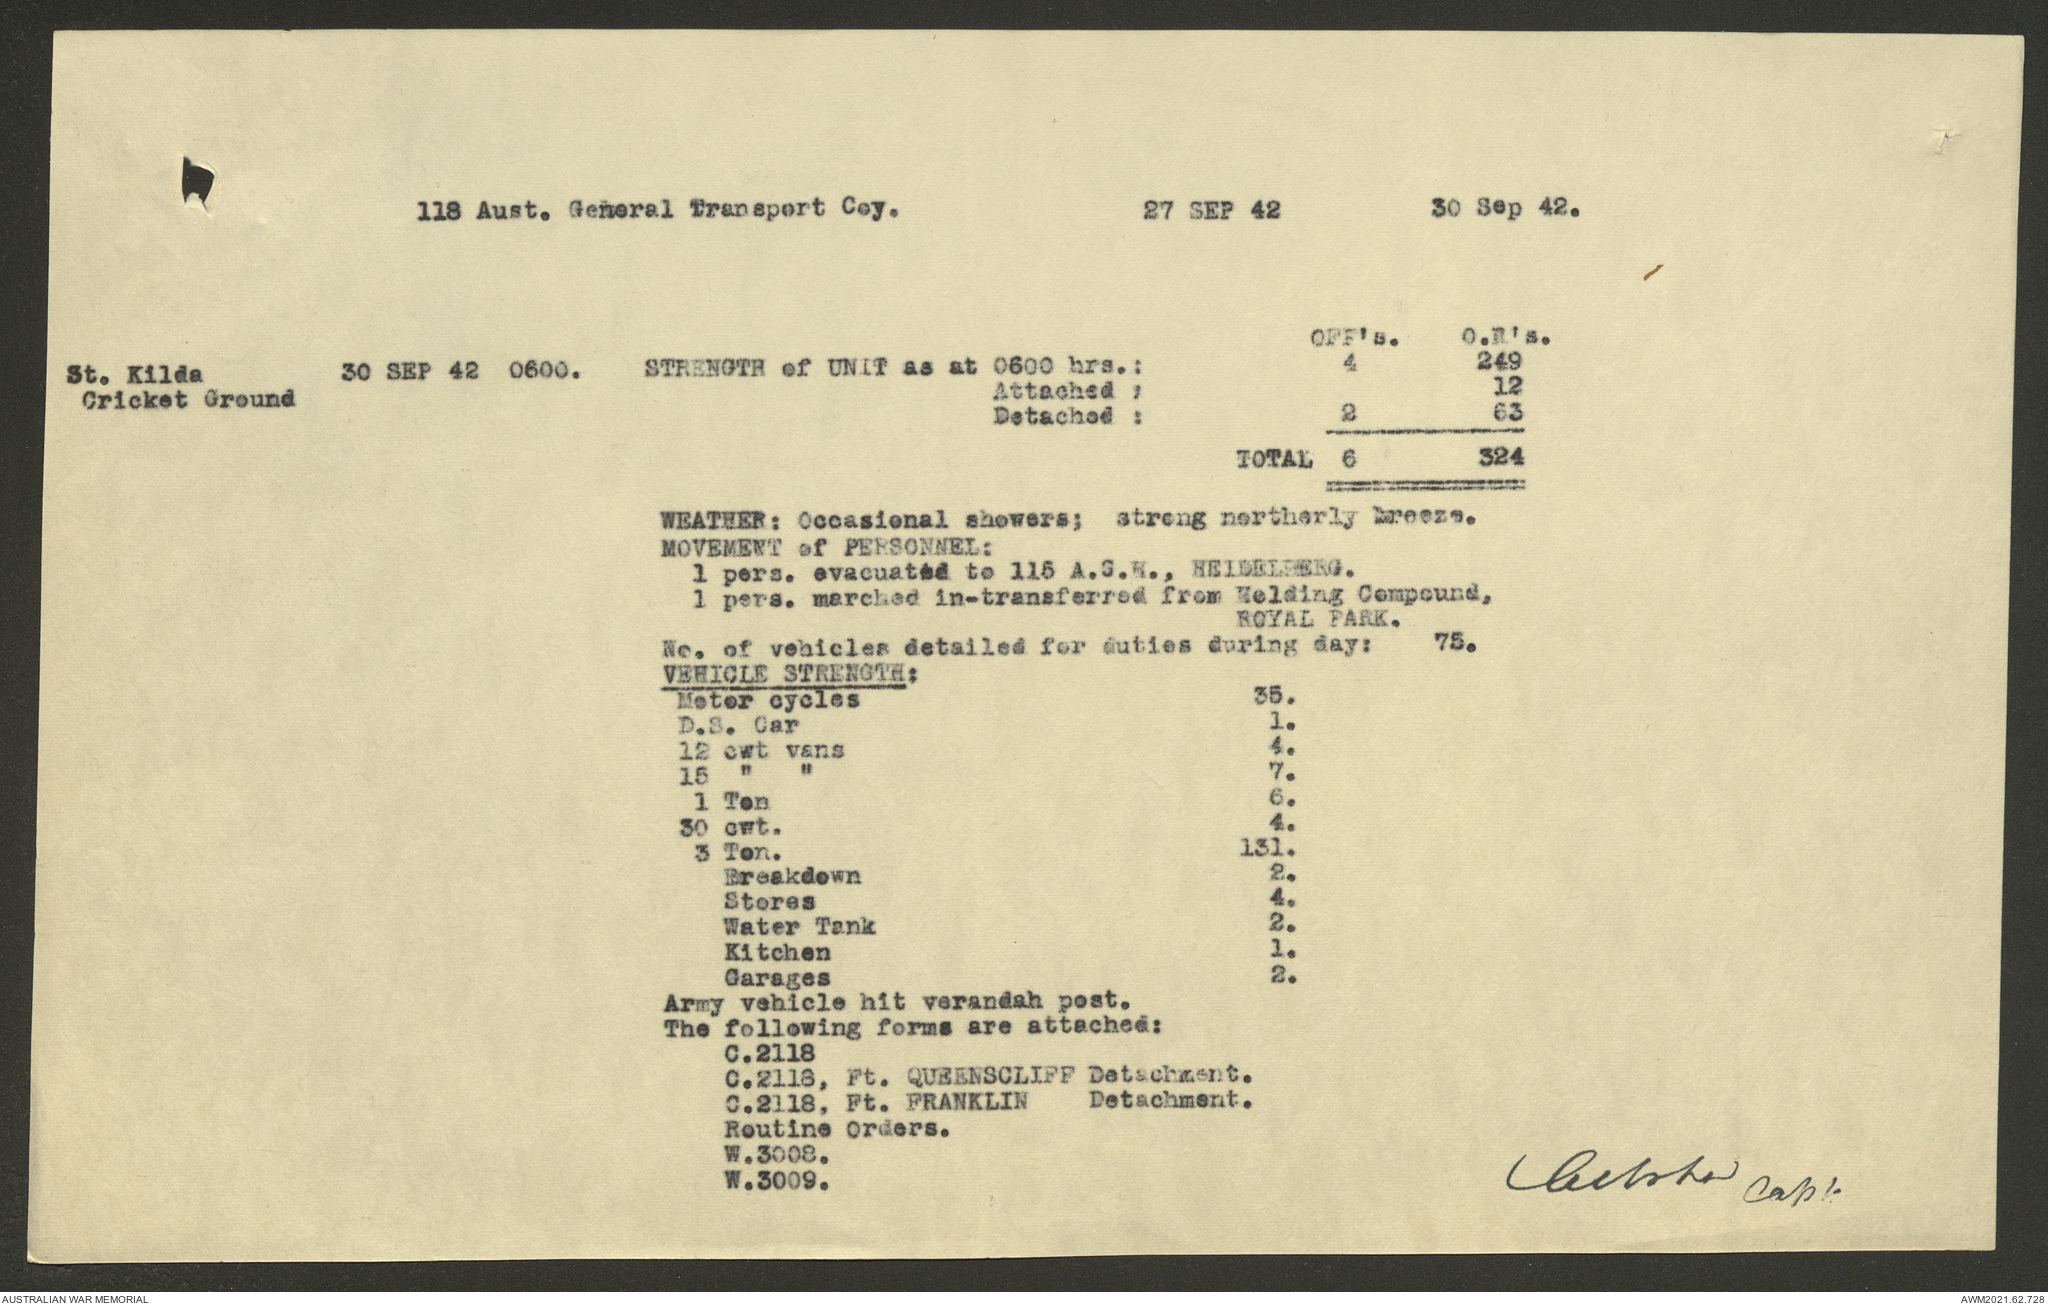 118 Aust. General Transport Coy. 27 SEP 42 30 Sep 42.
OFF's. O.R's.
St. Kilda 30 SEP 42 0600. STRENGTH of UNIT as at 0600 hrs.: 4 249
Cricket Ground Attached ; 12
Detached : 2 63
TOTAL 6 324
WEATHER: Occasional showers; strong northerly breeze.
MOVEMENT of PERSONNEL:
1 pers. evacuated to 115 A.G.H., HEIDELBERG.
1 pers. marched in-transferred from Holding Compound,
ROYAL PARK.
No. of vehicles detailed for duties during day: 75.
VEHICLE STRENGTH:
Motor cycles 35.
D.S. Car 1.
12 cwt vans 4.
15 " " 7.
1 Ton 6.
30 cwt. 4.
3 Ton. 131.
Breakdown 2.
Stores 4.
Water Tank 2.
Kitchen 1.
Garages 2.
Army vehicle hit verandah post.
The following forms are attached:
C.2118
C.2118, Ft. QUEENSCLIFF Detachment.
C.2118, Ft. FRANKLIN Detachment.
Routine Orders.
W.3008.
W.3009.
Capt.
AUSTRALIAN WAR MEMORIAL AWM2021.62.728